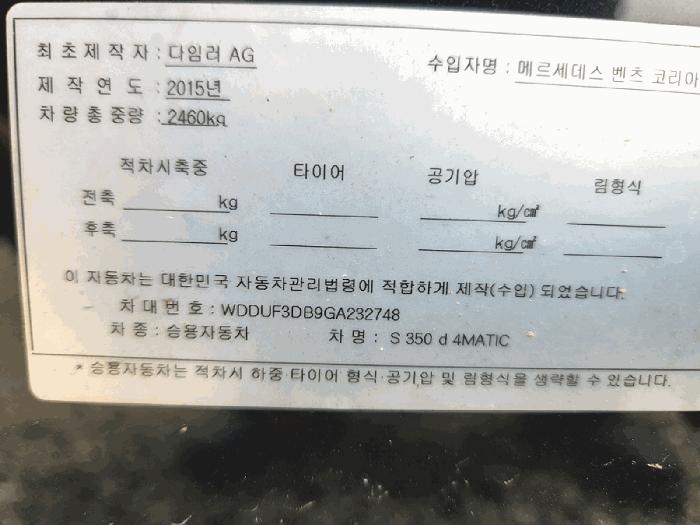 최초제작자 : 다임러 AG 수입자명 : 메르세데스 벤츠 코리아
제작연도 : 2015년
차량총중량 : 2460kg
적차시축중 타이어 공기압 림형식
전축 kg kg/㎠
후축 kg kg/㎠
이 자동차는 대한민국 자동차관리법령에 적합하게 제작(수입) 되었습니다.
차대번호 : WDDUF3DB9GA232748
차종 : 승용자동차 차명 : S 350 d 4MATIC
* 승용자동차는 적차시 하중·타이어 형식·공기압 및 림형식을 생략할 수 있습니다.